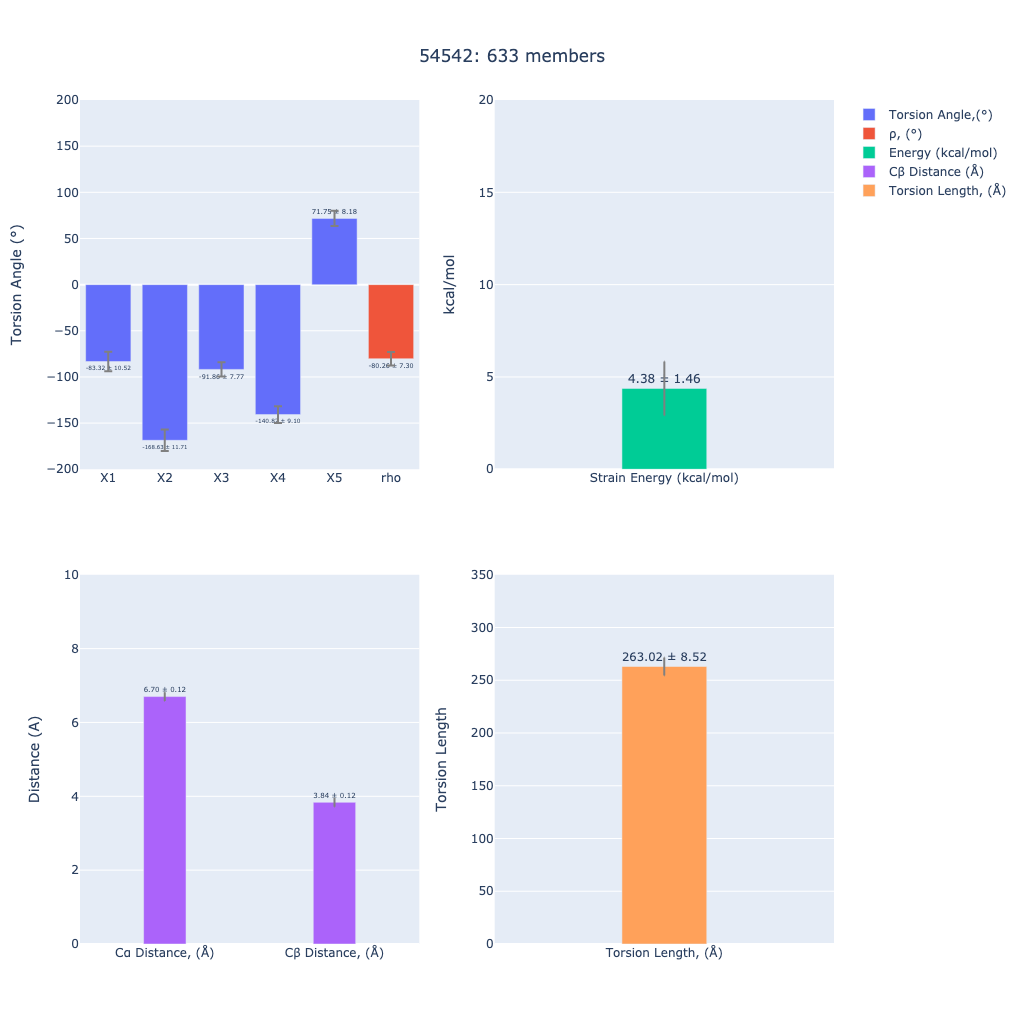 54542: 633 members
200
150
100
50
0
−50
−100
−150
−200
Torsion Angle (°)
-83.32 ± 10.52
-168.63 ± 11.71
-91.86 ± 7.77
± 9.10
71.75 ± 8.18
± 7.30
X1
X2
X3
X4
X5
rho
20
15
10
5
0
kcal/mol
4.38 ± 1.46
Strain Energy (kcal/mol)
Torsion Angle,(°)
ρ, (°)
Energy (kcal/mol)
Cβ Distance (Å)
Torsion Length, (Å)
10
8
6
4
2
0
Distance (A)
6.70 ± 0.12
3.84 ± 0.12
Cα Distance, (Å)
Cβ Distance, (Å)
350
300
250
200
150
100
50
0
Torsion Length
263.02 ± 8.52
Torsion Length, (Å)